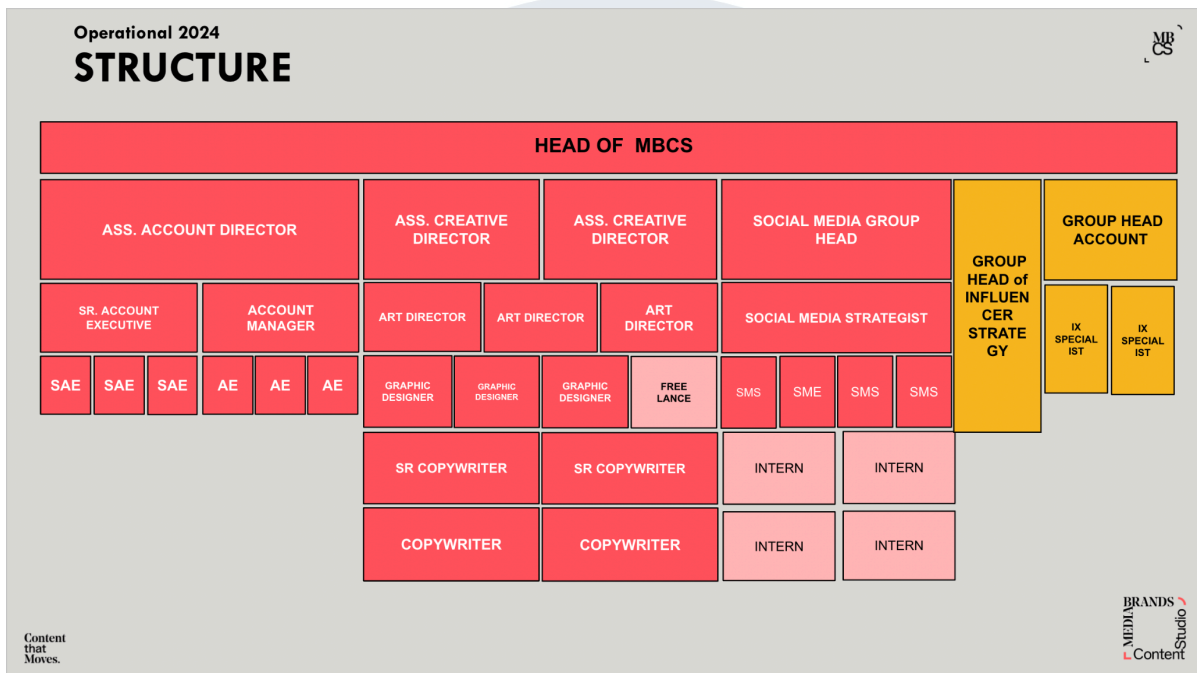 Operational 2024
STRUCTURE
MB
CS
HEAD OF MBCS
ASS. ACCOUNT DIRECTOR
ASS. CREATIVE
DIRECTOR
ASS. CREATIVE
DIRECTOR
SOCIAL MEDIA GROUP
HEAD
GROUP
HEAD of
INFLUEN
CER
STRATE
GY
GROUP HEAD
ACCOUNT
SR. ACCOUNT
EXECUTIVE
ACCOUNT
MANAGER
ART DIRECTOR
ART DIRECTOR
ART
DIRECTOR
SOCIAL MEDIA STRATEGIST
IX
SPECIAL
IST
IX
SPECIAL
IST
SAE
SAE
SAE
AE
AE
AE
GRAPHIC
DESIGNER
GRAPHIC
DESIGNER
GRAPHIC
DESIGNER
FREE
LANCE
SMS
SME
SMS
SMS
SR COPYWRITER
SR COPYWRITER
INTERN
INTERN
COPYWRITER
COPYWRITER
INTERN
INTERN
Content
that
Moves.
MEDIA
BRANDS
Content
Studio